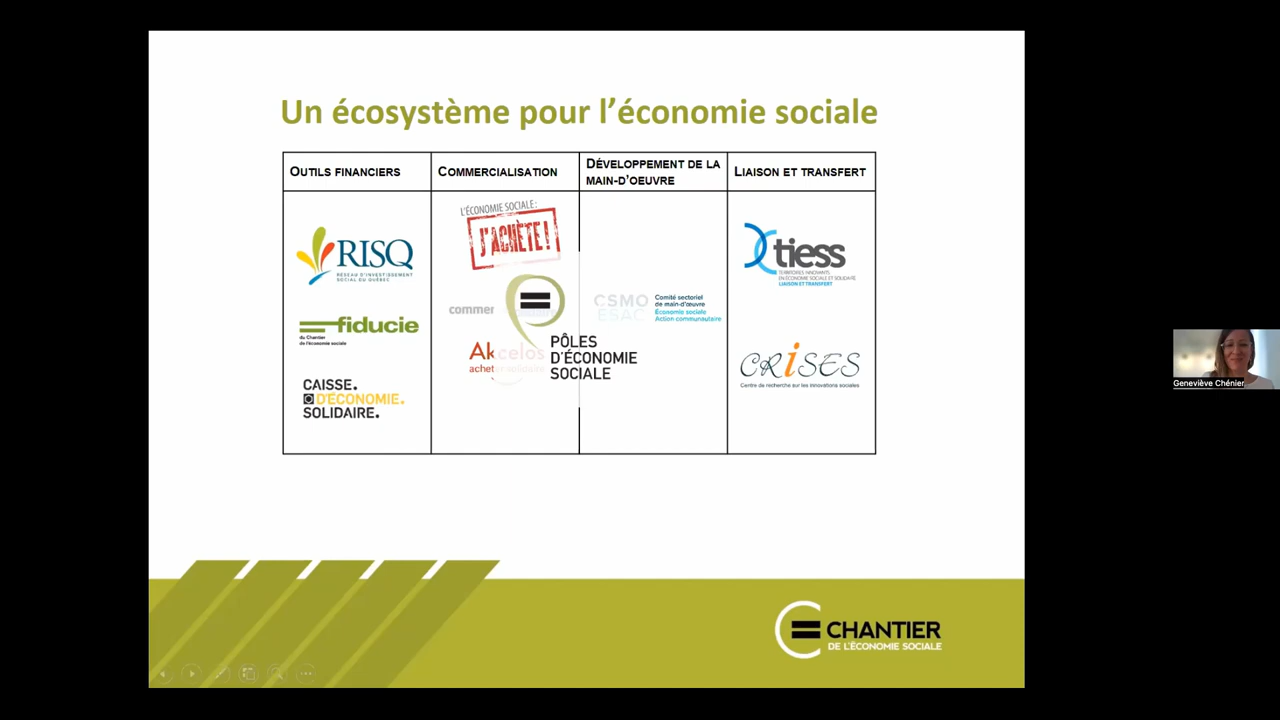 Un écosystème pour l'économie sociale
OUTILS FINANCIERS
COMMERCIALISATION
DÉVELOPPEMENT DE LA
MAIN-D'OEUVRE
LIAISON ET TRANSFERT
RISQ
RÉSEAU D'INVESTISSEMENT
SOCIAL DU QUÉBEC
fiducie
du Chantier
de l'économie sociale
CAISSE.
D'ÉCONOMIE.
SOLIDAIRE.
L'ÉCONOMIE SOCIALE:
J'ACHÈTE!
commer
Akcelos
PÔLES
D'ÉCONOMIE
SOCIALE
CSMO
ESAC
Comité sectoriel
de main-d'œuvre
Économie sociale
Action communautaire
tiess
TERRITOIRES INNOVANTS
EN ÉCONOMIE SOCIALE ET SOLIDAIRE
LIAISON ET TRANSFERT
CRiSES
Centre de recherche sur les innovations sociales
Geneviève Chénier
CHANTIER
DE L'ÉCONOMIE SOCIALE